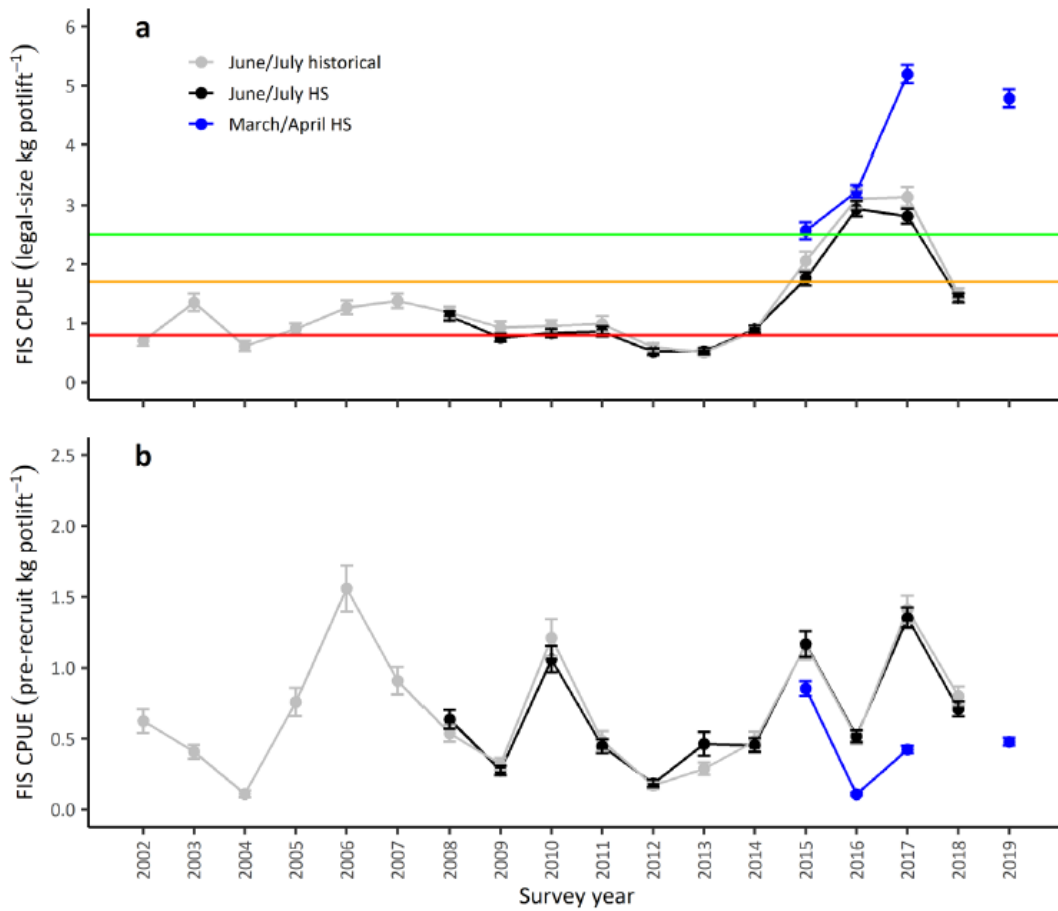 a
June/July historical
June/July HS
March/April HS
FIS CPUE (legal-size kg potlift⁻¹)
6
5
4
3
2
1
0
b
FIS CPUE (pre-recruit kg potlift⁻¹)
2.5
2.0
1.5
1.0
0.5
0.0
2002 2003 2004 2005 2006 2007 2008 2009 2010 2011 2012 2013 2014 2015 2016 2017 2018 2019
Survey year